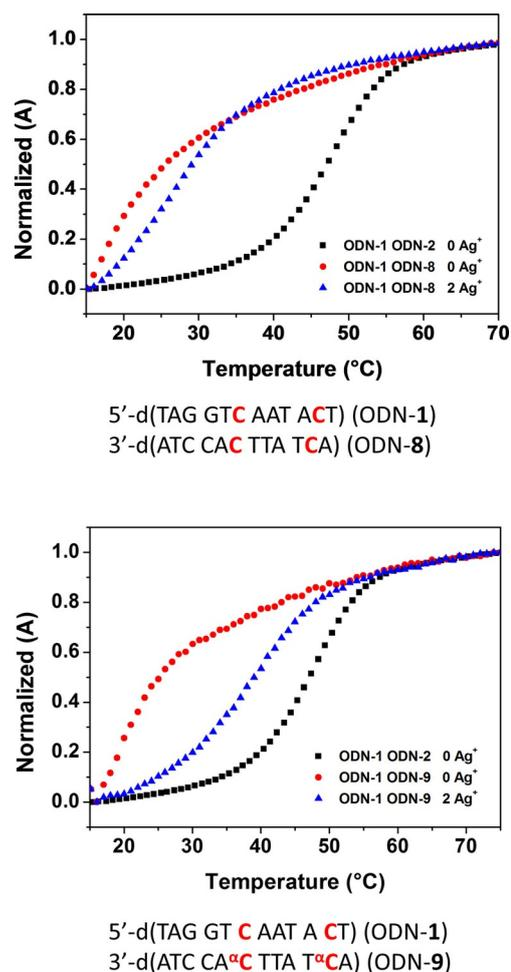 Normalized (A)
1.0
0.8
0.6
0.4
0.2
0.0
ODN-1 ODN-2 0 Ag⁺
ODN-1 ODN-8 0 Ag⁺
ODN-1 ODN-8 2 Ag⁺
20 30 40 50 60 70
Temperature (°C)
5’-d(TAG GTC AAT ACT) (ODN-1)
3’-d(ATC CAC TTA TCA) (ODN-8)
Normalized (A)
1.0
0.8
0.6
0.4
0.2
0.0
ODN-1 ODN-2 0 Ag⁺
ODN-1 ODN-9 0 Ag⁺
ODN-1 ODN-9 2 Ag⁺
20 30 40 50 60 70
Temperature (°C)
5’-d(TAG GT C AAT A CT) (ODN-1)
3’-d(ATC CAᵅC TTA TᵅCA) (ODN-9)